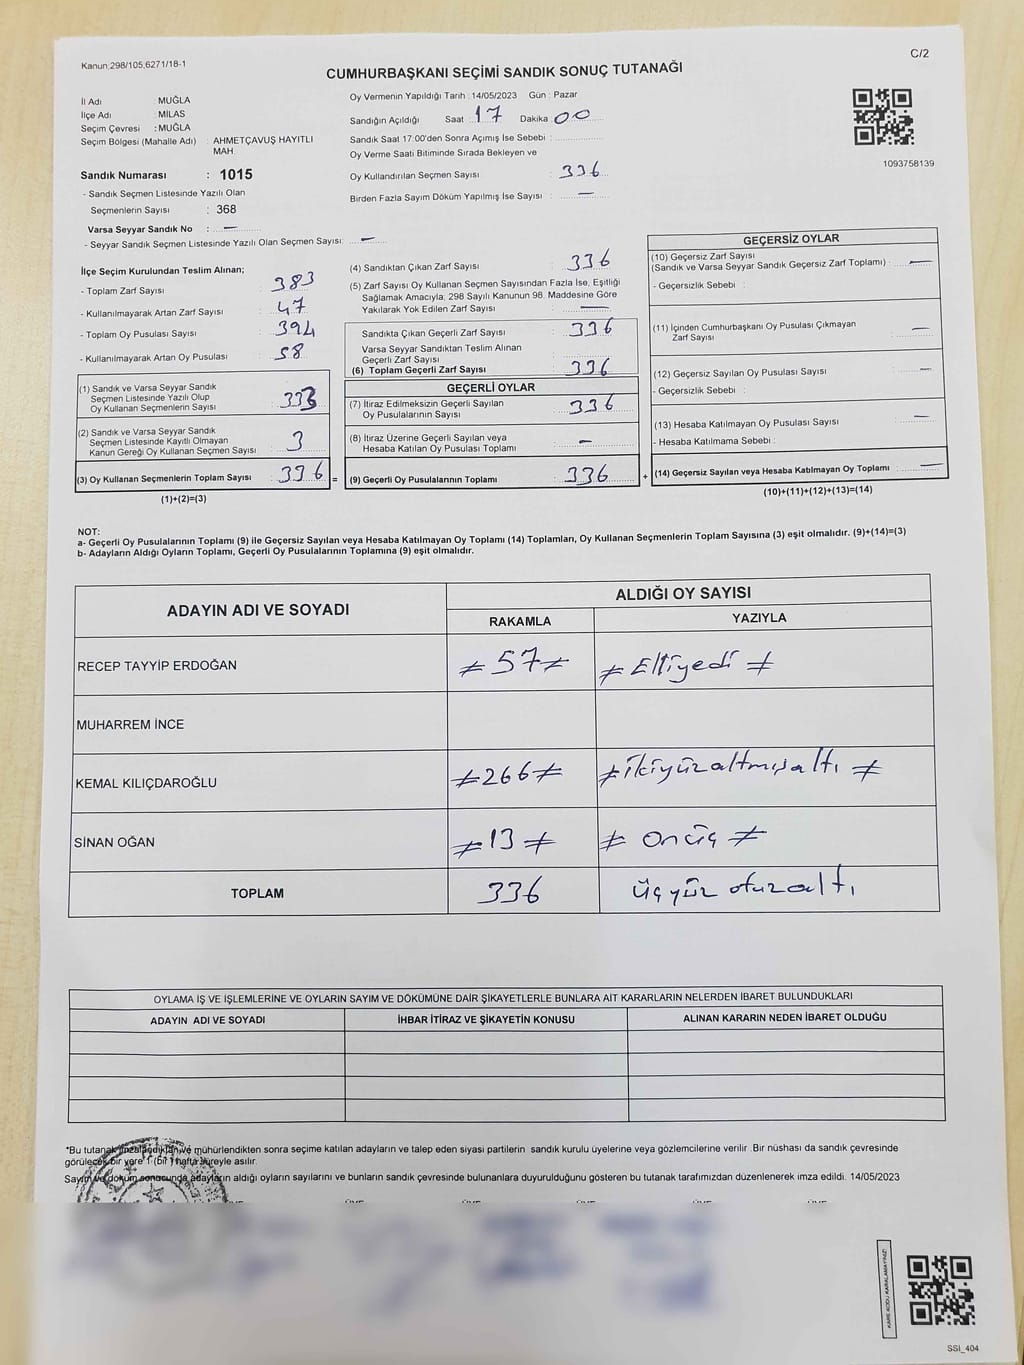 Kanun;298/105,6271/18-1
C/2
CUMHURBAŞKANI SEÇİMİ SANDIK SONUÇ TUTANAĞI
İl Adı MUĞLA
İlçe Adı : MİLAS
Seçim Çevresi : MUĞLA
Seçim Bölgesi (Mahalle Adı) : AHMETÇAVUŞ HAYITLI
MAH.
Sandık Numarası : 1015
- Sandık Seçmen Listesinde Yazılı Olan
Seçmenlerin Sayısı : 368
Varsa Seyyar Sandık No : —
- Seyyar Sandık Seçmen Listesinde Yazılı Olan Seçmen Sayısı: —
Oy Vermenin Yapıldığı Tarih : 14/05/2023 Gün : Pazar
Sandığın Açıldığı Saat : 17 Dakika : 00
Sandık Saat 17:00'den Sonra Açımış İse Sebebi :
Oy Verme Saati Bitiminde Sırada Bekleyen ve
Oy Kullandırılan Seçmen Sayısı : 336
Birden Fazla Sayım Döküm Yapılmış İse Sayısı : —
1093758139
İlçe Seçim Kurulundan Teslim Alınan;
- Toplam Zarf Sayısı : 383
- Kullanılmayarak Artan Zarf Sayısı : 47
- Toplam Oy Pusulası Sayısı : 394
- Kullanılmayarak Artan Oy Pusulası : 58
(1) Sandık ve Varsa Seyyar Sandık
Seçmen Listesinde Yazılı Olup
Oy Kullanan Seçmenlerin Sayısı : 333
(2) Sandık ve Varsa Seyyar Sandık
Seçmen Listesinde Kayıtlı Olmayan
Kanun Gereği Oy Kullanan Seçmen Sayısı : 3
(3) Oy Kullanan Seçmenlerin Toplam Sayısı : 336 =
(1)+(2)=(3)
(4) Sandıktan Çıkan Zarf Sayısı : 336
(5) Zarf Sayısı Oy Kullanan Seçmen Sayısından Fazla İse, Eşitliği
Sağlamak Amacıyla; 298 Sayılı Kanunun 98. Maddesine Göre
Yakılarak Yok Edilen Zarf Sayısı : —
Sandıkta Çıkan Geçerli Zarf Sayısı : 336
Varsa Seyyar Sandıktan Teslim Alınan
Geçerli Zarf Sayısı
(6) Toplam Geçerli Zarf Sayısı : 336
GEÇERLİ OYLAR
(7) İtiraz Edilmeksizin Geçerli Sayılan
Oy Pusulalarının Sayısı : 336
(8) İtiraz Üzerine Geçerli Sayılan veya
Hesaba Katılan Oy Pusulası Toplamı : —
(9) Geçerli Oy Pusulalarının Toplamı : 336 +
GEÇERSİZ OYLAR
(10) Geçersiz Zarf Sayısı
(Sandık ve Varsa Seyyar Sandık Geçersiz Zarf Toplamı) : —
- Geçersizlik Sebebi :
(11) İçinden Cumhurbaşkanı Oy Pusulası Çıkmayan
Zarf Sayısı : —
(12) Geçersiz Sayılan Oy Pusulası Sayısı : —
- Geçersizlik Sebebi :
(13) Hesaba Katılmayan Oy Pusulası Sayısı : —
- Hesaba Katılmama Sebebi :
(14) Geçersiz Sayılan veya Hesaba Katılmayan Oy Toplamı : —
(10)+(11)+(12)+(13)=(14)
NOT:
a- Geçerli Oy Pusulalarının Toplamı (9) ile Geçersiz Sayılan veya Hesaba Katılmayan Oy Toplamı (14) Toplamları, Oy Kullanan Seçmenlerin Toplam Sayısına (3) eşit olmalıdır. (9)+(14)=(3)
b- Adayların Aldığı Oyların Toplamı, Geçerli Oy Pusulalarının Toplamına (9) eşit olmalıdır.
ADAYIN ADI VE SOYADI ALDIĞI OY SAYISI
RAKAMLA YAZIYLA
RECEP TAYYİP ERDOĞAN ≠ 57 ≠ ≠ Elliyedi ≠
MUHARREM İNCE
KEMAL KILIÇDAROĞLU ≠ 266 ≠ ≠ ikiyüzaltmışaltı ≠
SİNAN OĞAN ≠ 13 ≠ ≠ onüç ≠
TOPLAM 336 üçyüz otuzaltı
OYLAMA İŞ VE İŞLEMLERİNE VE OYLARIN SAYIM VE DÖKÜMÜNE DAİR ŞİKAYETLERLE BUNLARA AİT KARARLARIN NELERDEN İBARET BULUNDUKLARI
ADAYIN ADI VE SOYADI İHBAR İTİRAZ VE ŞİKAYETİN KONUSU ALINAN KARARIN NEDEN İBARET OLDUĞU
*Bu tutanak imzalandıktan ve mühürlendikten sonra seçime katılan adayların ve talep eden siyasi partilerin sandık kurulu üyelerine veya gözlemcilerine verilir. Bir nüshası da sandık çevresinde
görülecek bir yere 1 (bir) hafta süreyle asılır.
Sayım ve döküm sonucunda adayların aldığı oyların sayılarını ve bunların sandık çevresinde bulunanlara duyurulduğunu gösteren bu tutanak tarafımızdan düzenlenerek imza edildi. 14/05/2023
KARE KODU KARALAMAYINIZ!
SSI_404